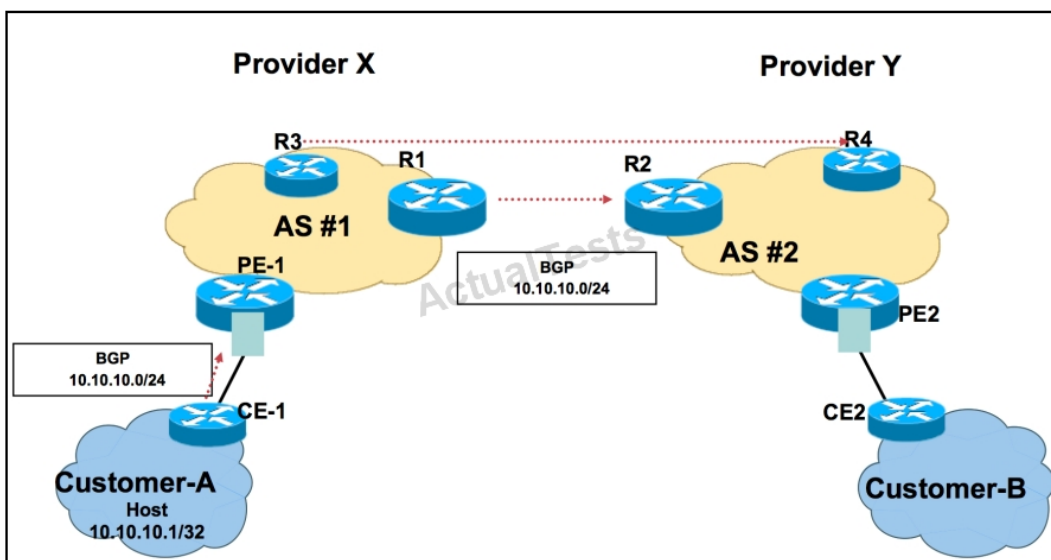 Provider X
Provider Y
R3
R4
R1
R2
AS #1
AS #2
ActualTests
PE-1
BGP
10.10.10.0/24
PE2
BGP
10.10.10.0/24
CE-1
CE2
Customer-A
Host
10.10.10.1/32
Customer-B